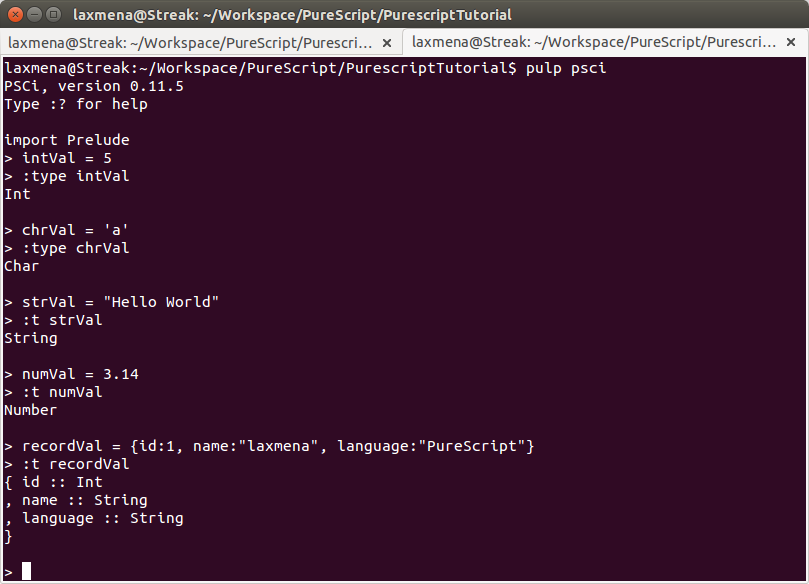 laxmena@Streak: ~/Workspace/PureScript/PurescriptTutorial
laxmena@Streak: ~/Workspace/PureScript/Purescri... × laxmena@Streak: ~/Workspace/PureScript/Purescri... ×
laxmena@Streak:~/Workspace/PureScript/PurescriptTutorial$ pulp psci
PSCi, version 0.11.5
Type :? for help

import Prelude
> intVal = 5
> :type intVal
Int

> chrVal = 'a'
> :type chrVal
Char

> strVal = "Hello World"
> :t strVal
String

> numVal = 3.14
> :t numVal
Number

> recordVal = {id:1, name:"laxmena", language:"PureScript"}
> :t recordVal
{ id :: Int
, name :: String
, language :: String
}

>